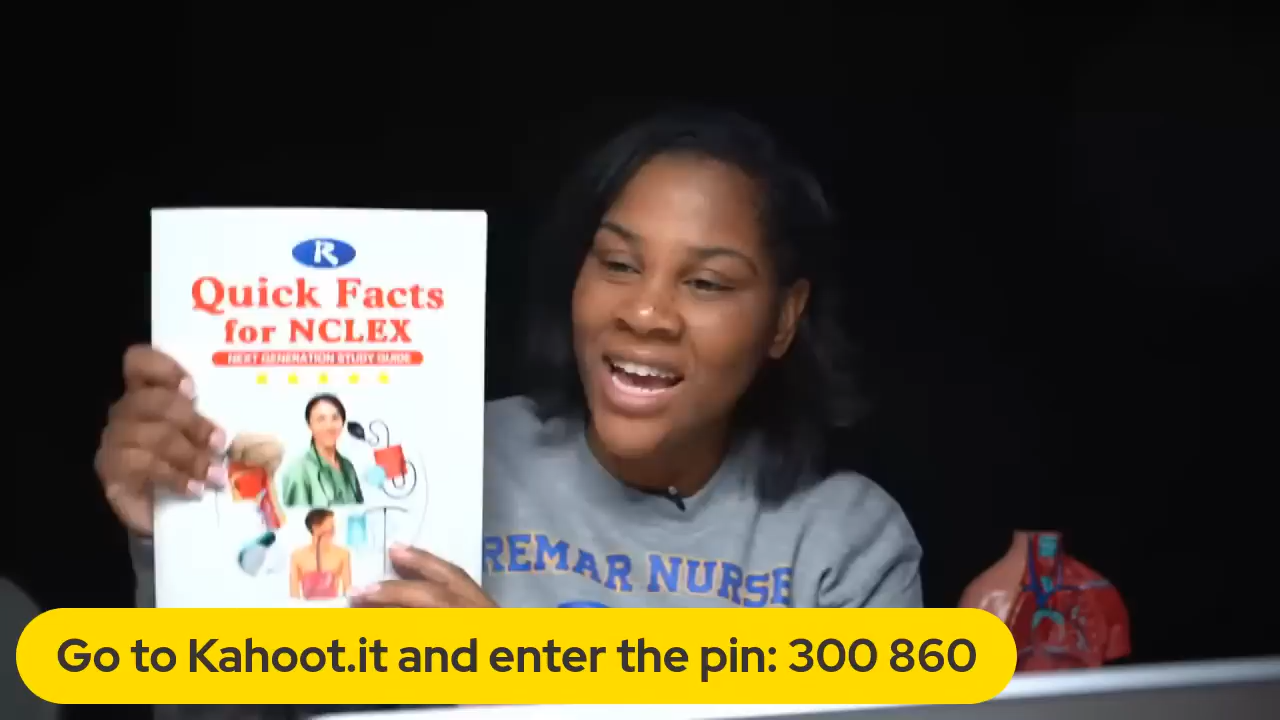 R
Quick Facts
for NCLEX
NEXT GENERATION STUDY GUIDE
REMAR NURSE
Go to Kahoot.it and enter the pin: 300 860